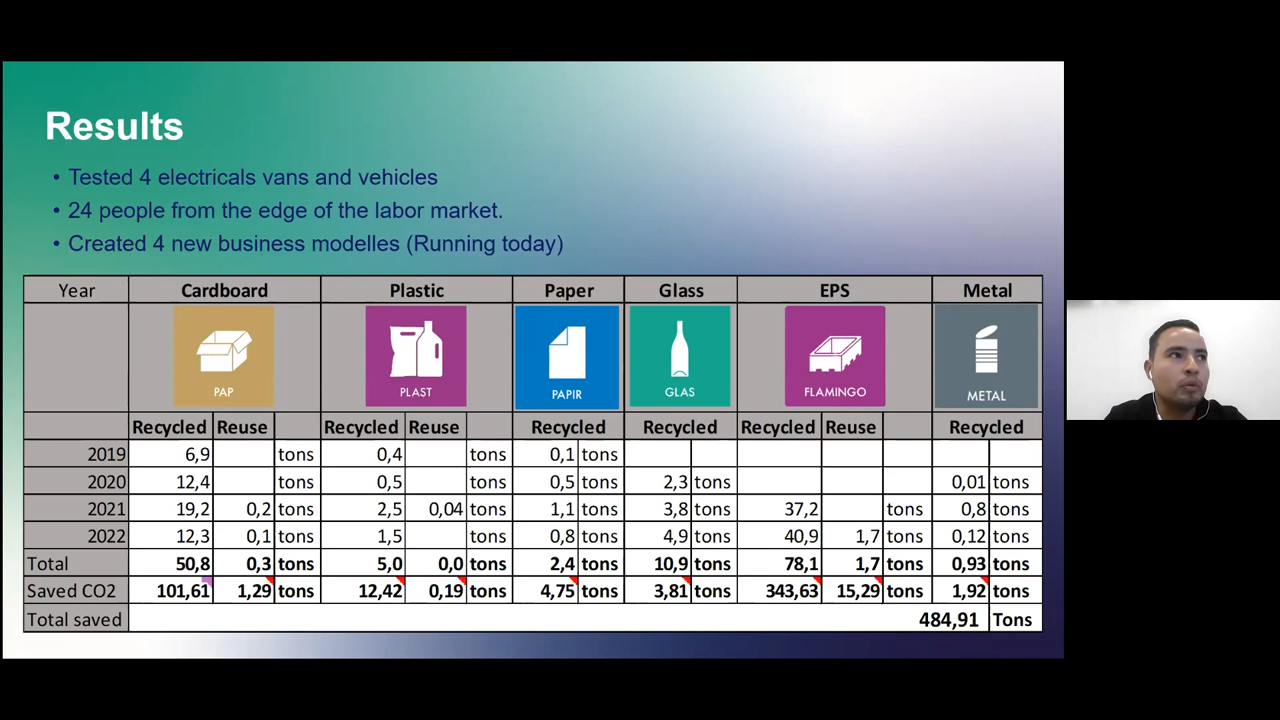 Results
• Tested 4 electricals vans and vehicles
• 24 people from the edge of the labor market.
• Created 4 new business modelles (Running today)
Year Cardboard Plastic Paper Glass EPS Metal
PAP PLAST PAPIR GLAS FLAMINGO METAL
Recycled Reuse Recycled Reuse Recycled Recycled Recycled Reuse Recycled
2019 6,9 tons 0,4 tons 0,1 tons
2020 12,4 tons 0,5 tons 0,5 tons 2,3 tons 0,01 tons
2021 19,2 0,2 tons 2,5 0,04 tons 1,1 tons 3,8 tons 37,2 tons 0,8 tons
2022 12,3 0,1 tons 1,5 tons 0,8 tons 4,9 tons 40,9 1,7 tons 0,12 tons
Total 50,8 0,3 tons 5,0 0,0 tons 2,4 tons 10,9 tons 78,1 1,7 tons 0,93 tons
Saved CO2 101,61 1,29 tons 12,42 0,19 tons 4,75 tons 3,81 tons 343,63 15,29 tons 1,92 tons
Total saved 484,91 Tons